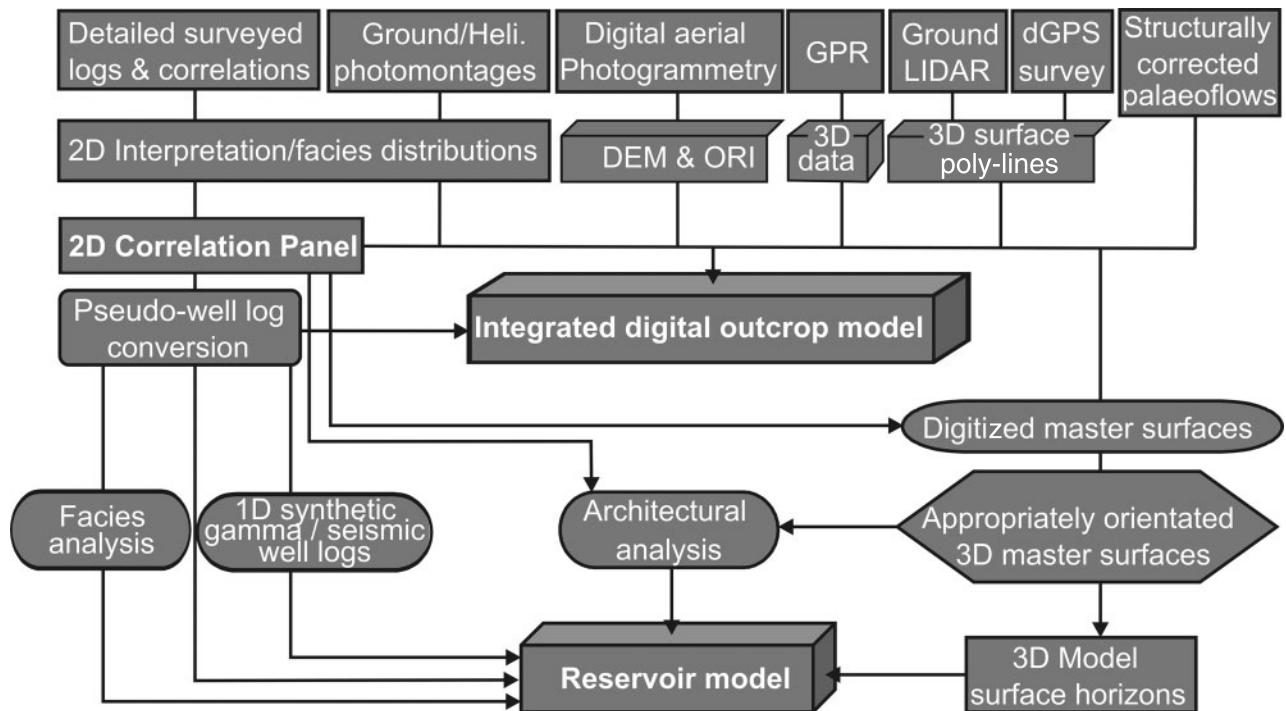 Detailed surveyed
logs & correlations
Ground/Heli.
photomontages
Digital aerial
Photogrammetry
GPR
Ground
LIDAR
dGPS
survey
Structurally
corrected
palaeoflows
2D Interpretation/facies distributions
DEM & ORI
3D
data
3D surface
poly-lines
2D Correlation Panel
Pseudo-well log
conversion
Integrated digital outcrop model
Digitized master surfaces
Facies
analysis
1D synthetic
gamma / seismic
well logs
Architectural
analysis
Appropriately orientated
3D master surfaces
Reservoir model
3D Model
surface horizons